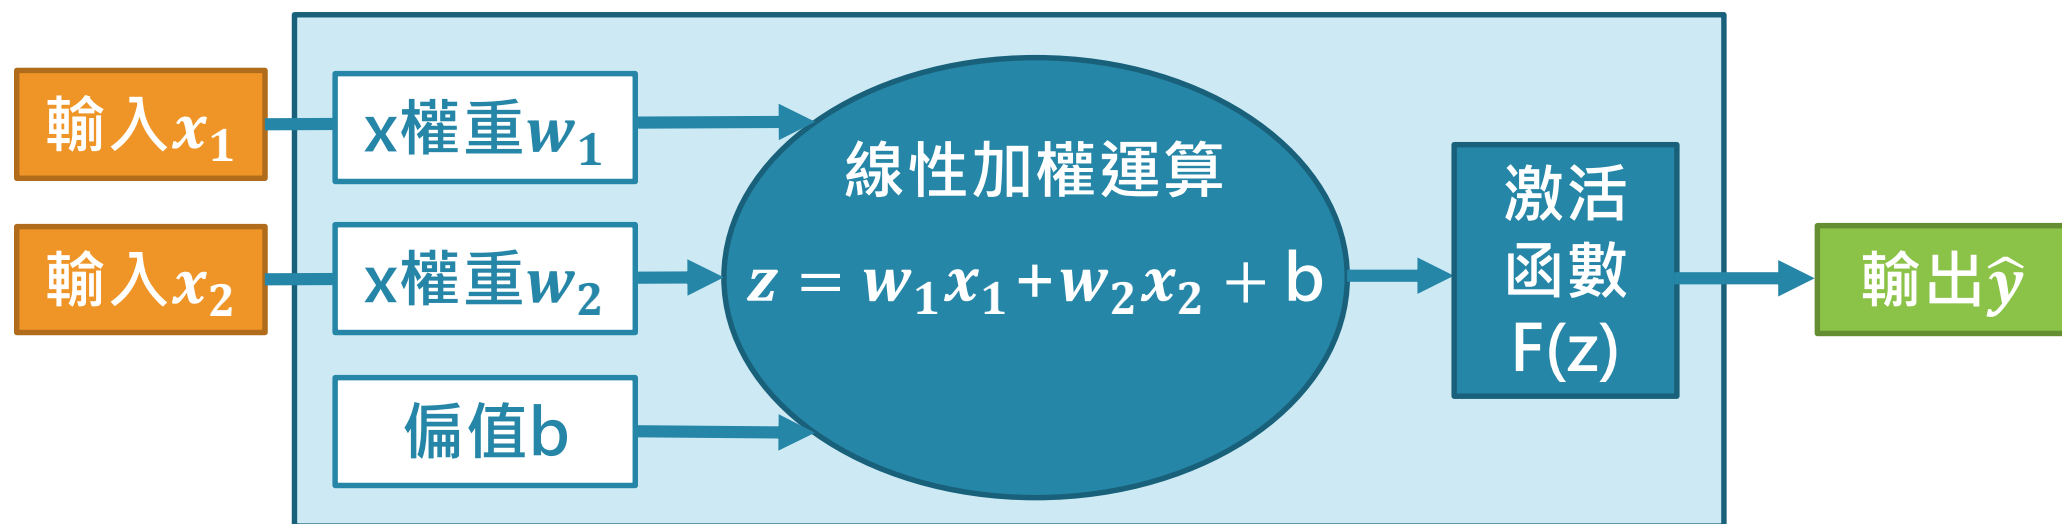 輸入x₁
x權重w₁
輸入x₂
x權重w₂
偏值b
線性加權運算
z = w₁x₁+w₂x₂ + b
激活
函數
F(z)
輸出ŷ